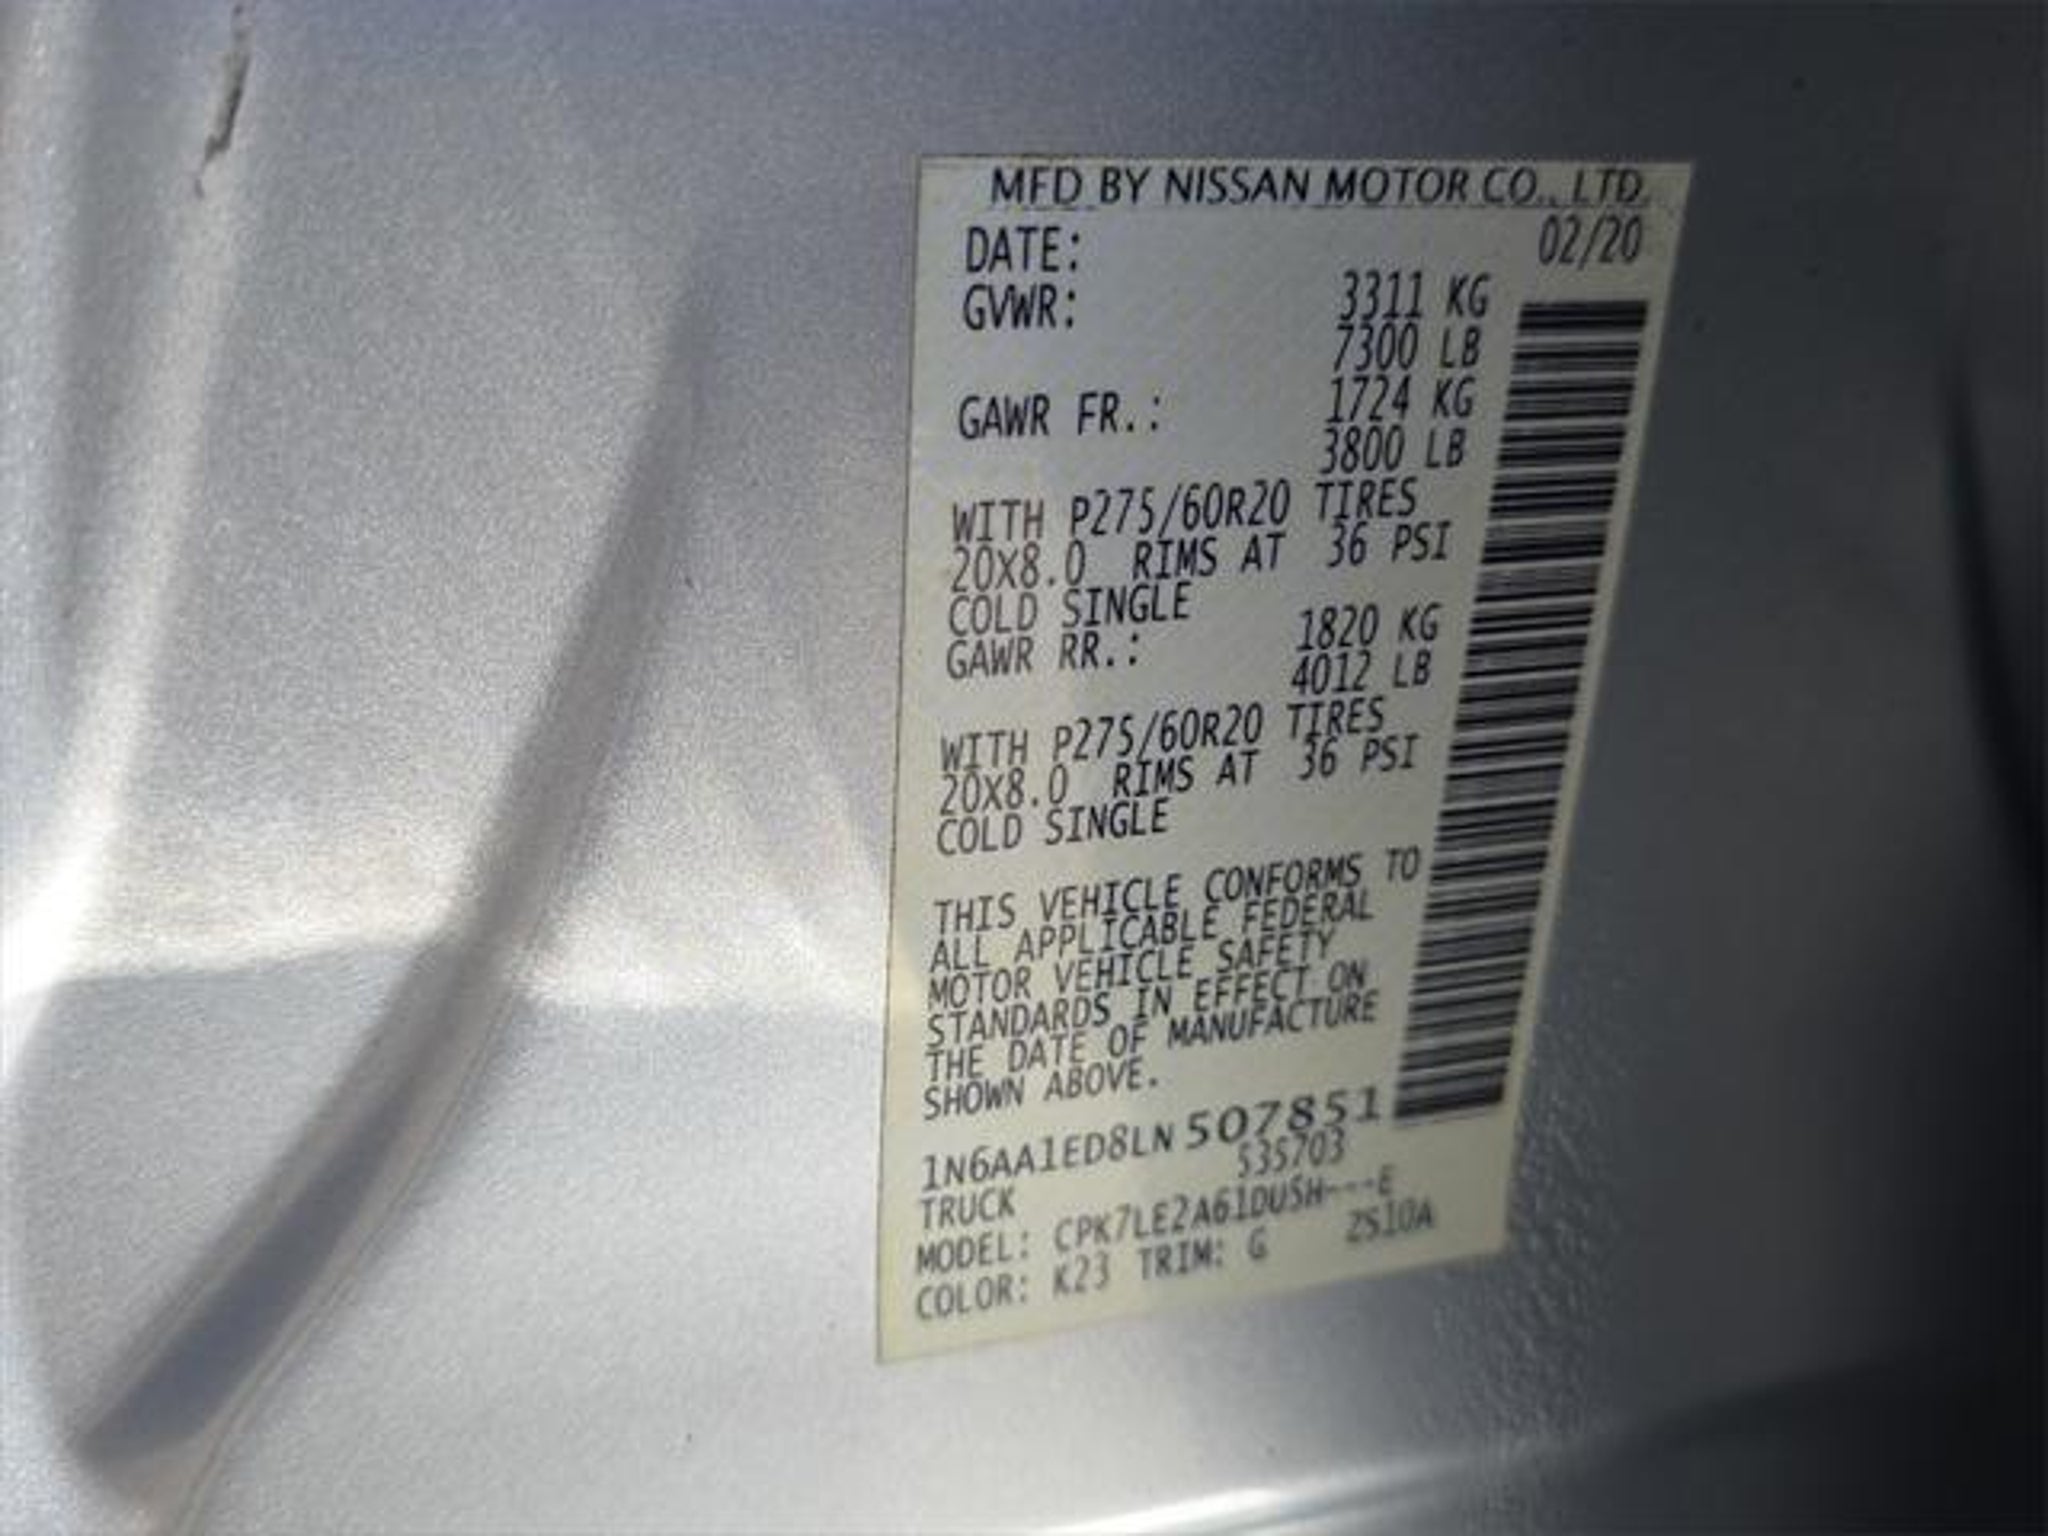 MFD BY NISSAN MOTOR CO., LTD.
DATE: 02/20
GVWR: 3311 KG
7300 LB
GAWR FR.: 1724 KG
3800 LB
WITH P275/60R20 TIRES
20X8.0 RIMS AT 36 PSI
COLD SINGLE
GAWR RR.: 1820 KG
4012 LB
WITH P275/60R20 TIRES
20X8.0 RIMS AT 36 PSI
COLD SINGLE
THIS VEHICLE CONFORMS TO
ALL APPLICABLE FEDERAL
MOTOR VEHICLE SAFETY
STANDARDS IN EFFECT ON
THE DATE OF MANUFACTURE
SHOWN ABOVE.
1N6AA1ED8LN507851
TRUCK 535703
MODEL: CPK7LE2A61DU5H---E
COLOR: K23 TRIM: G 2S10A